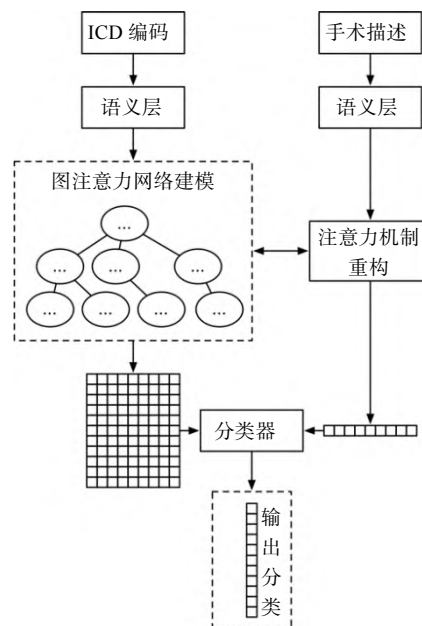 ICD 编码
手术描述
语义层
语义层
图注意力网络建模
...
...
...
...
...
...
...
...
注意力机制
重构
分类器
输
出
分
类